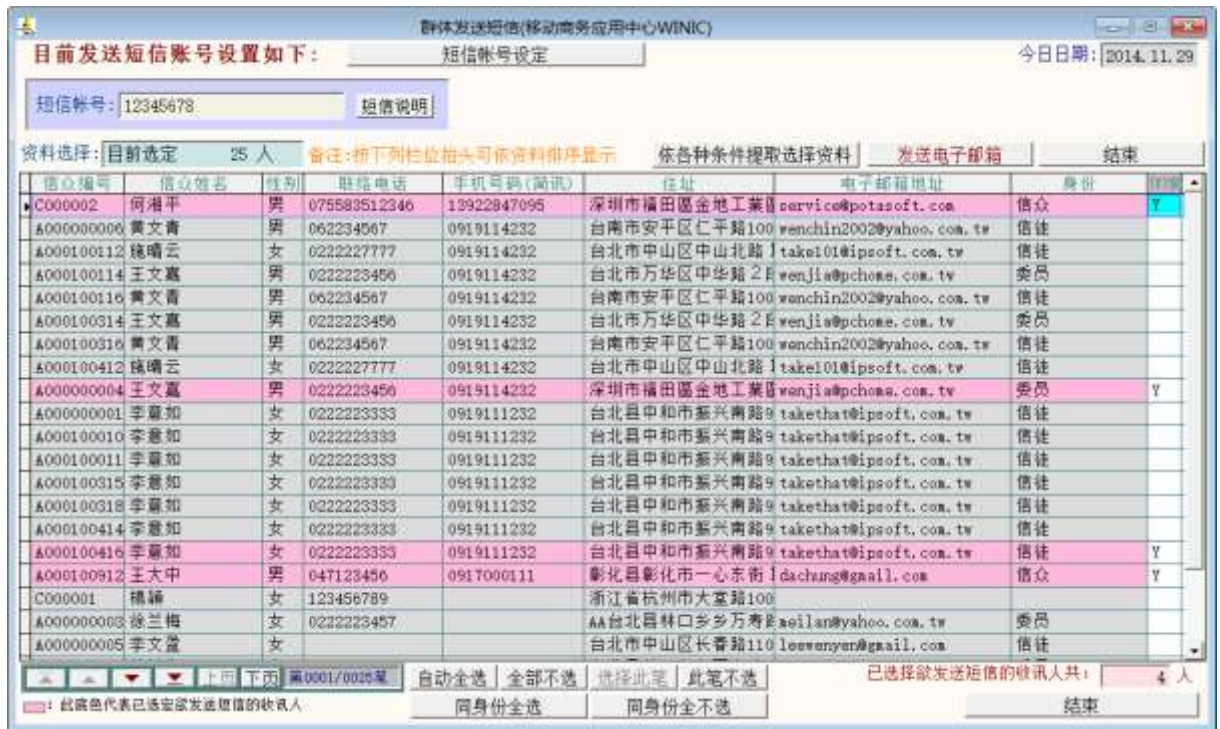 群体发送短信(移动商务应用中心WINIC)
目前发送短信账号设置如下: 短信帐号设定 今日日期: 2014.11.29
短信帐号: 12345678 短信说明
资料选择: 目前选定 25 人 备注:按下列栏位抬头可依资料排序显示 依各种条件提取选择资料 发送电子邮箱 结束
信众编号 信众姓名 性别 联络电话 手机号码(简讯) 住址 电子邮箱地址 身份
C000002 何湘平 男 075583512346 13922847095 深圳市福田區金地工業 service@potasoft.com 信众 Y
A000000006 黄文青 男 062234567 0919114232 台南市安平区仁平路100 wenchin2002@yahoo.com.tw 信徒
A000100112 施晴云 女 0222227777 0919114232 台北市中山区中山北路 take101@ipsoft.com.tw 信徒
A000100114 王文嘉 男 0222223456 0919114232 台北市万华区中华路2 wenjia@pchome.com.tw 委员
A000100116 黄文青 男 062234567 0919114232 台南市安平区仁平路100 wenchin2002@yahoo.com.tw 信徒
A000100314 王文嘉 男 0222223456 0919114232 台北市万华区中华路2 wenjia@pchome.com.tw 委员
A000100316 黄文青 男 062234567 0919114232 台南市安平区仁平路100 wenchin2002@yahoo.com.tw 信徒
A000100412 施晴云 女 0222227777 0919114232 台北市中山区中山北路 take101@ipsoft.com.tw 信徒
A000000004 王文嘉 男 0222223456 0919114232 深圳市福田區金地工業 wenjia@pchome.com.tw 委员 Y
A000000001 李意如 女 0222223333 0919111232 台北县中和市振兴南路9 takethat@ipsoft.com.tw 信徒
A000100010 李意如 女 0222223333 0919111232 台北县中和市振兴南路9 takethat@ipsoft.com.tw 信徒
A000100011 李意如 女 0222223333 0919111232 台北县中和市振兴南路9 takethat@ipsoft.com.tw 信徒
A000100315 李意如 女 0222223333 0919111232 台北县中和市振兴南路9 takethat@ipsoft.com.tw 信徒
A000100318 李意如 女 0222223333 0919111232 台北县中和市振兴南路9 takethat@ipsoft.com.tw 信徒
A000100414 李意如 女 0222223333 0919111232 台北县中和市振兴南路9 takethat@ipsoft.com.tw 信徒
A000100416 李意如 女 0222223333 0919111232 台北县中和市振兴南路9 takethat@ipsoft.com.tw 信徒 Y
A000100912 王大中 男 047123456 0917000111 彰化县彰化市一心东街1 dachung@gmail.com 信众 Y
C000001 楊穎 女 123456789 浙江省杭州市大堂路100
A000000003 徐兰梅 女 0222223457 AA台北县林口乡乡万寿路 meilan@yahoo.com.tw 委员
A000000005 李文 女 台北市中山区长春路110 leewenyen@gmail.com 信徒
上页 下页 第0001/0025笔 自动全选 全部不选 选择此笔 此笔不选 已选择欲发送短信的收讯人共: 4 人
: 此底色代表已选定欲发送短信的收讯人 同身份全选 同身份全不选 结束